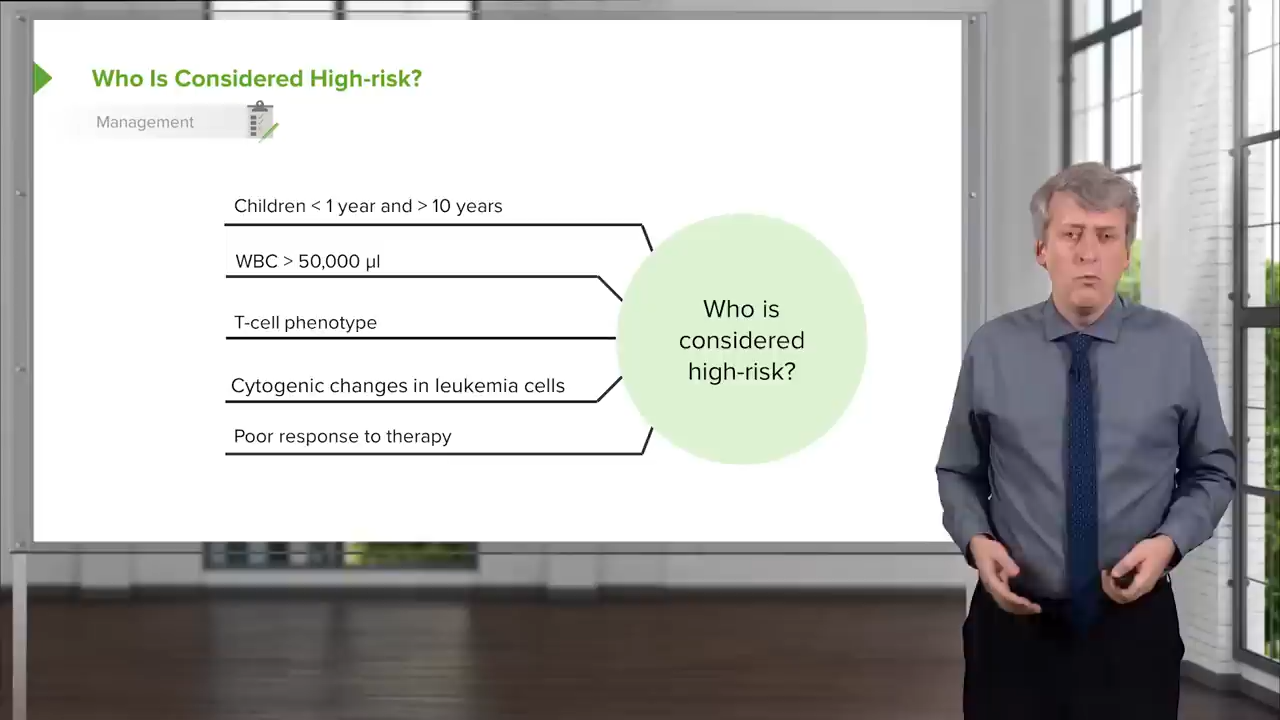 Who Is Considered High-risk?
Management
Children < 1 year and > 10 years
WBC > 50,000 µl
T-cell phenotype
Cytogenic changes in leukemia cells
Poor response to therapy
Who is
considered
high-risk?